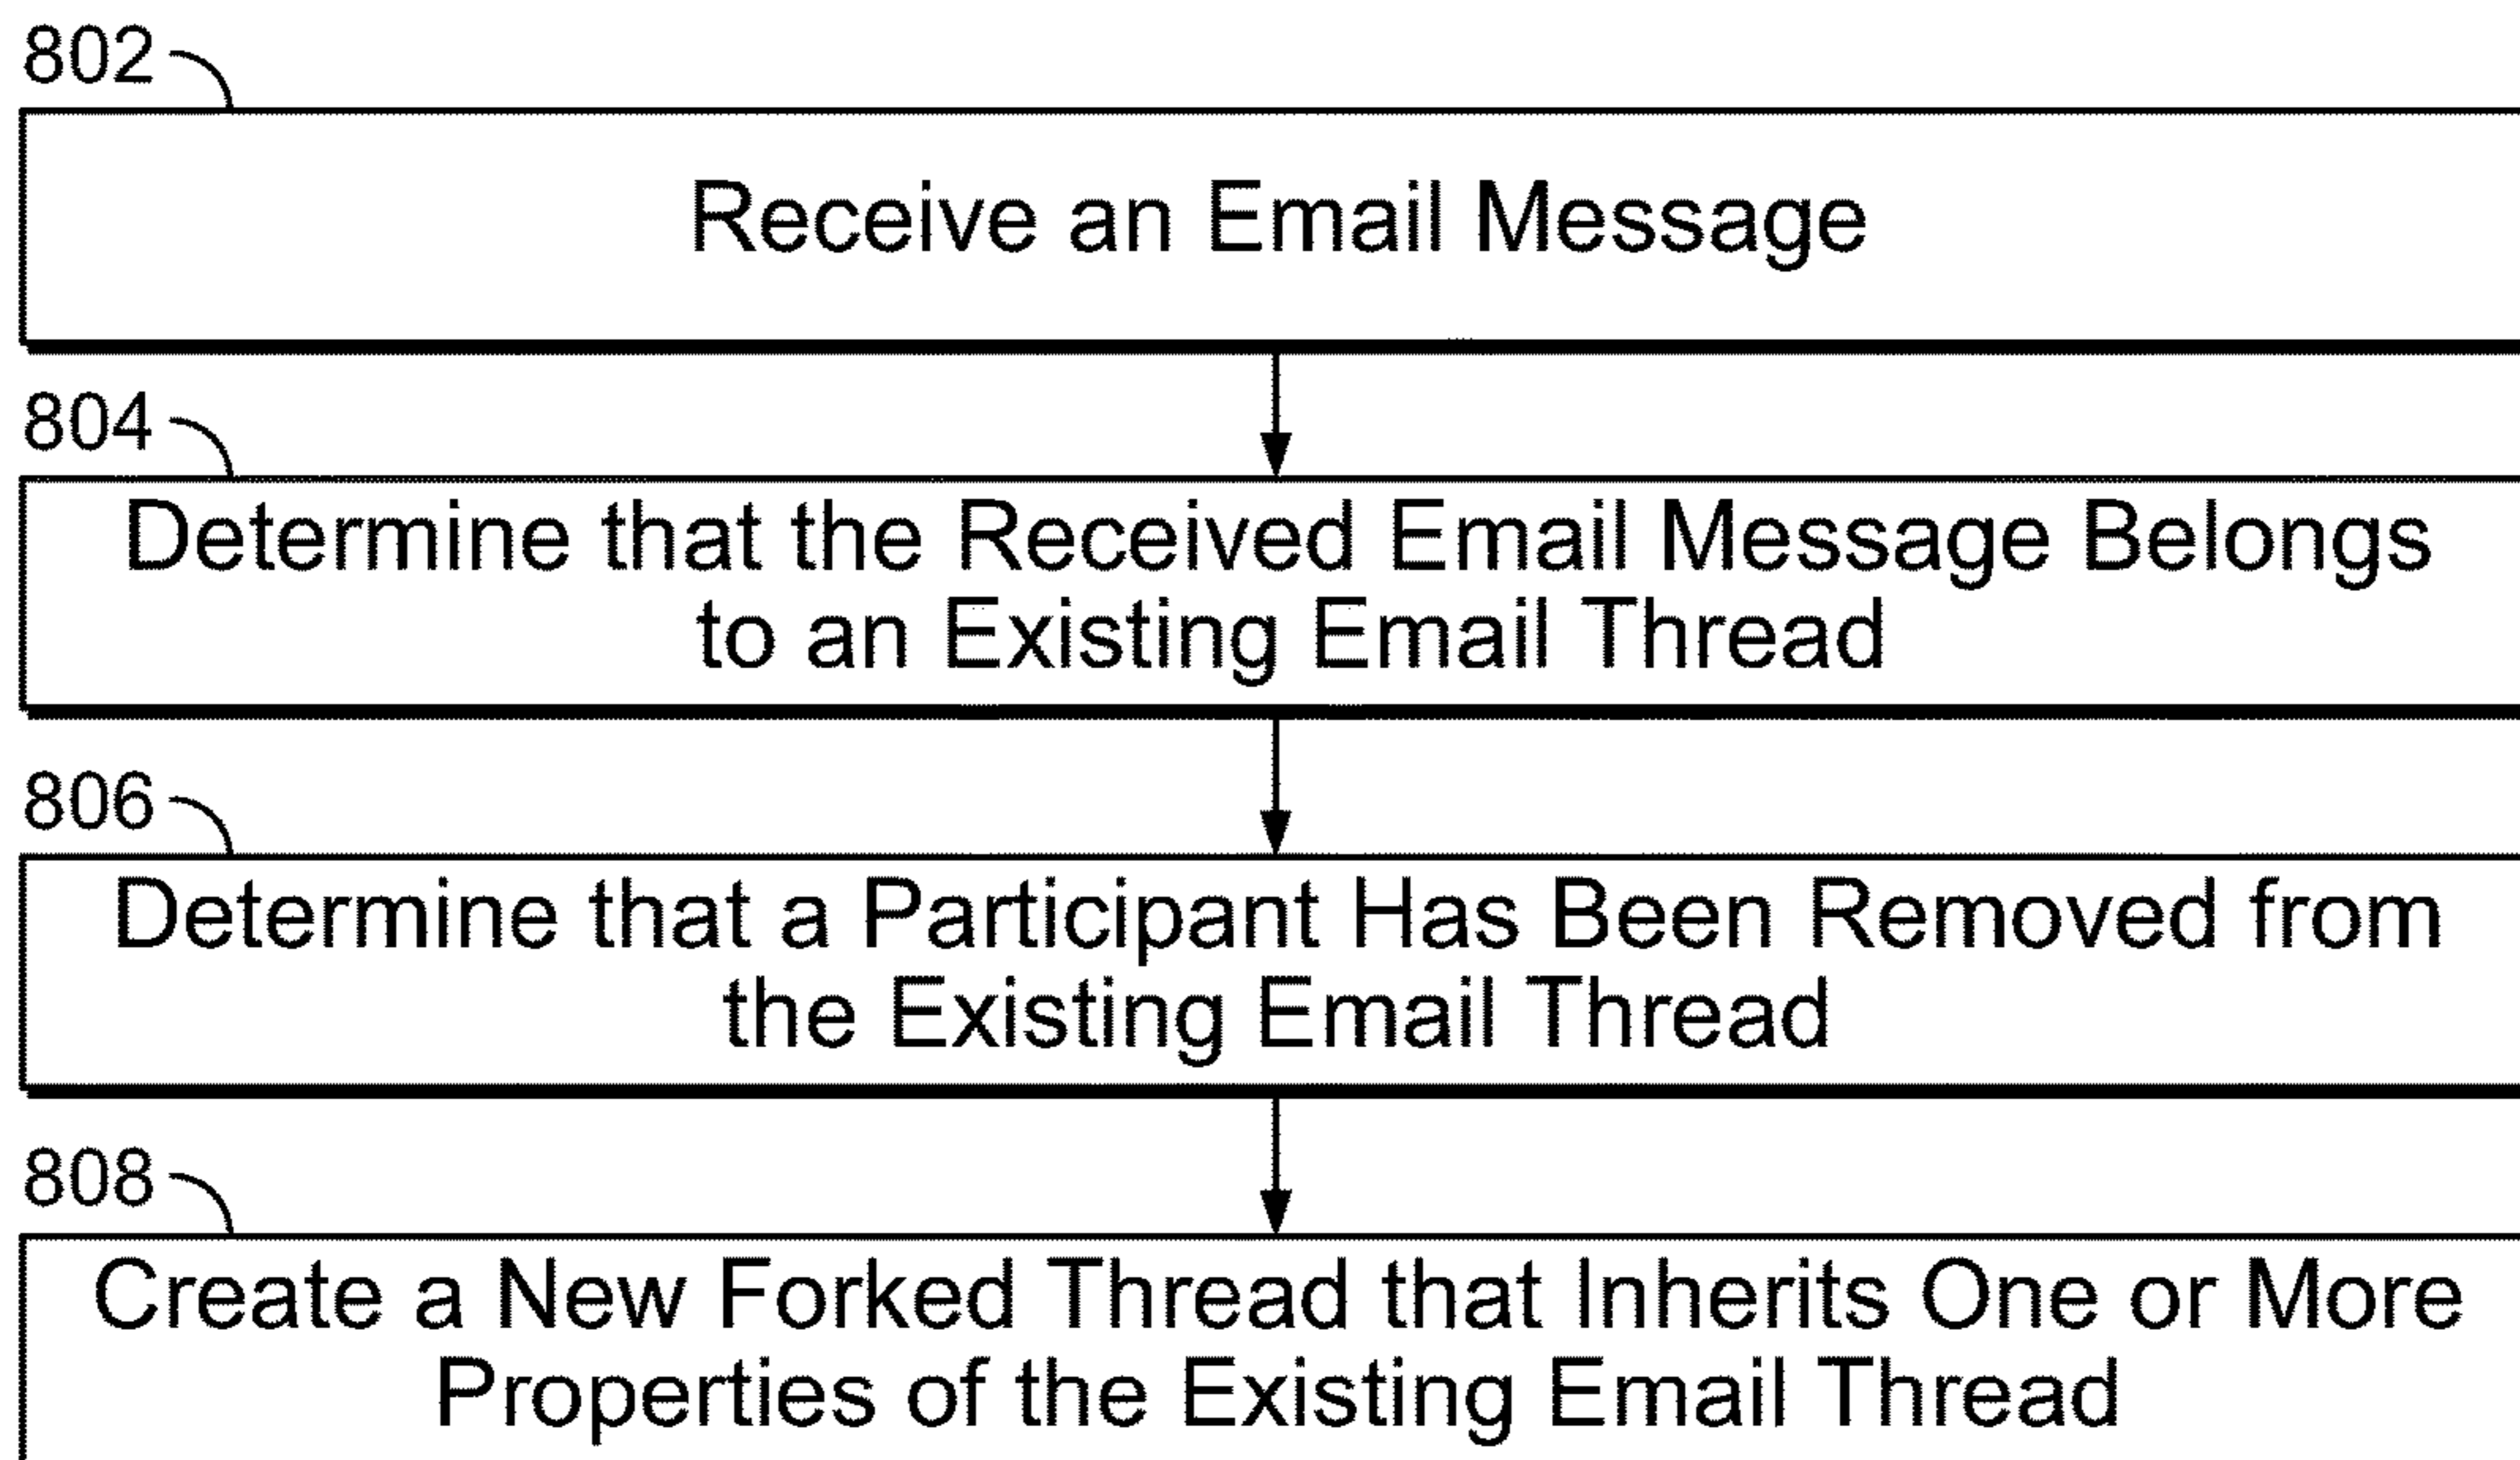 802
Receive an Email Message
804
Determine that the Received Email Message Belongs
to an Existing Email Thread
806
Determine that a Participant Has Been Removed from
the Existing Email Thread
808
Create a New Forked Thread that Inherits One or More
Properties of the Existing Email Thread